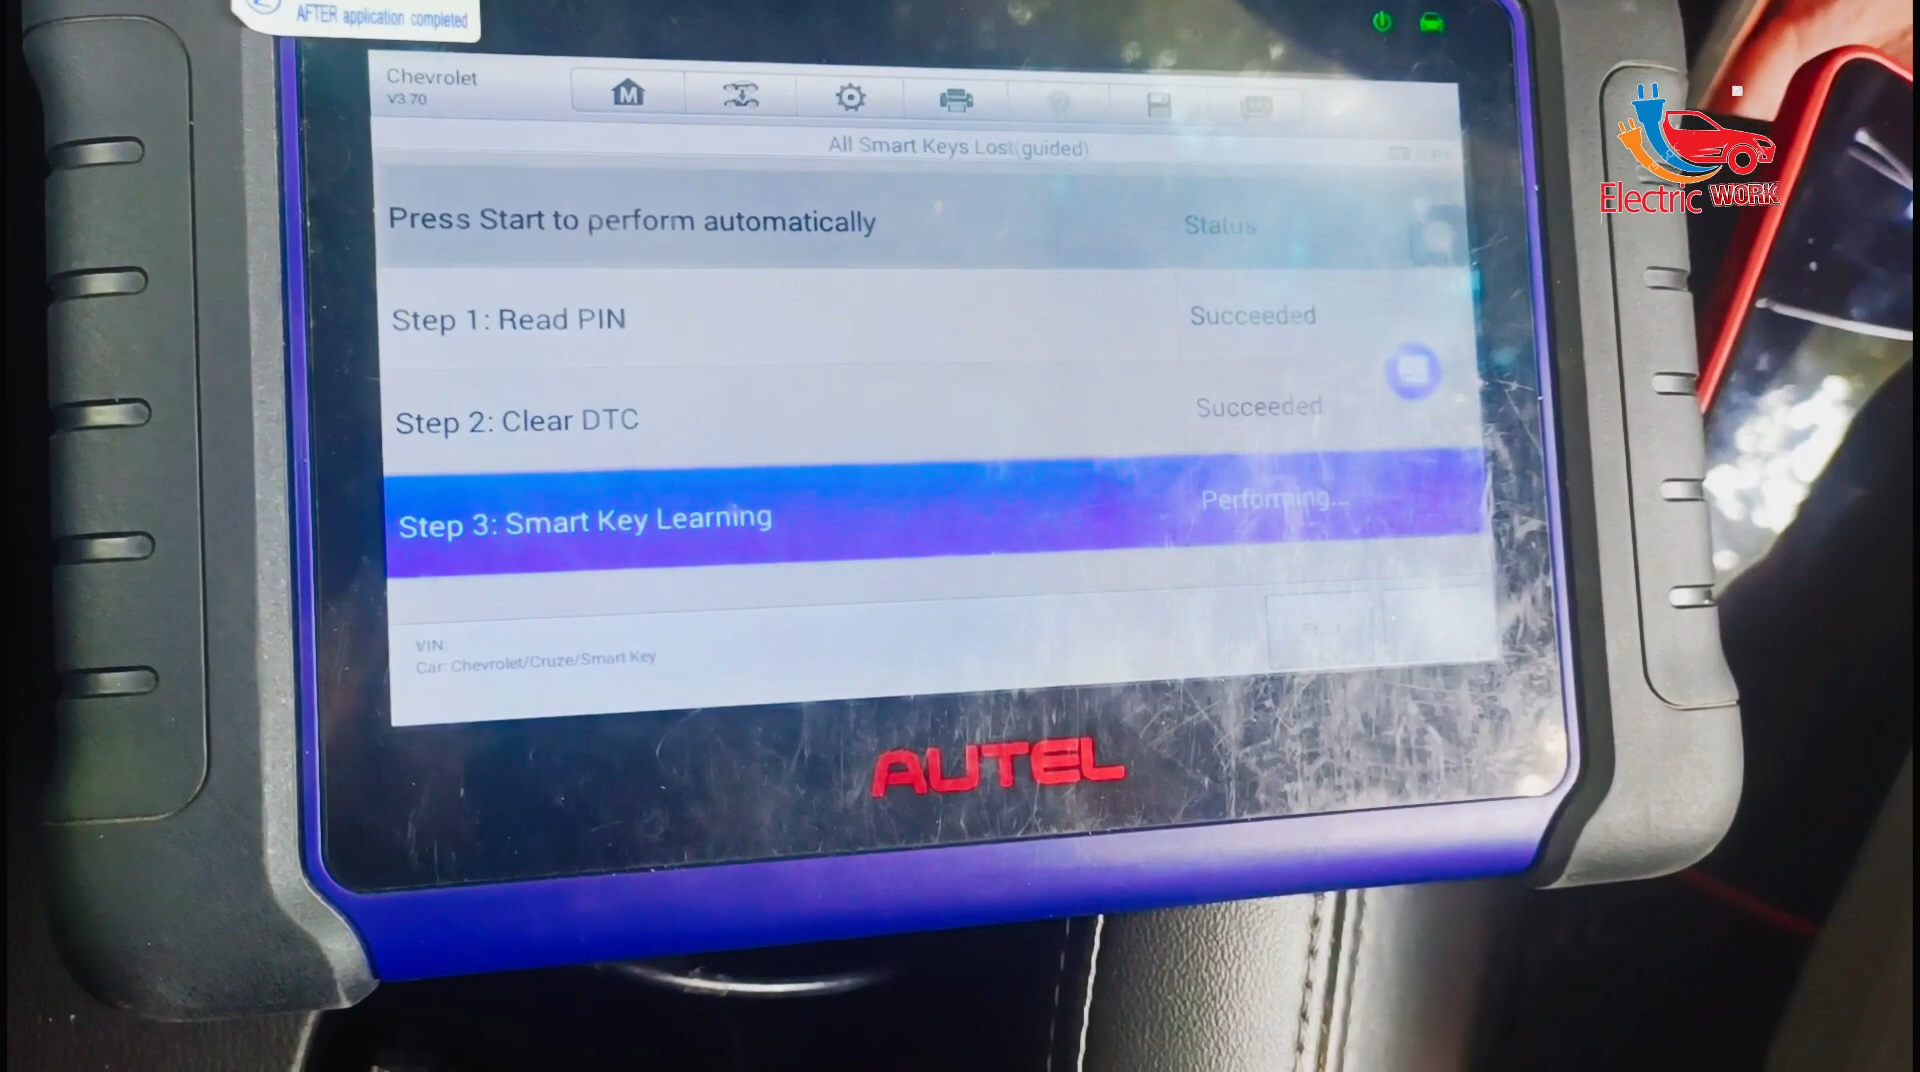 AFTER application completed
Chevrolet
V3.70
M
All Smart Keys Lost(guided)
Press Start to perform automatically Status
Step 1: Read PIN Succeeded
Step 2: Clear DTC Succeeded
Step 3: Smart Key Learning Performing...
VIN:
Car: Chevrolet/Cruze/Smart Key
AUTEL
Electric WORK